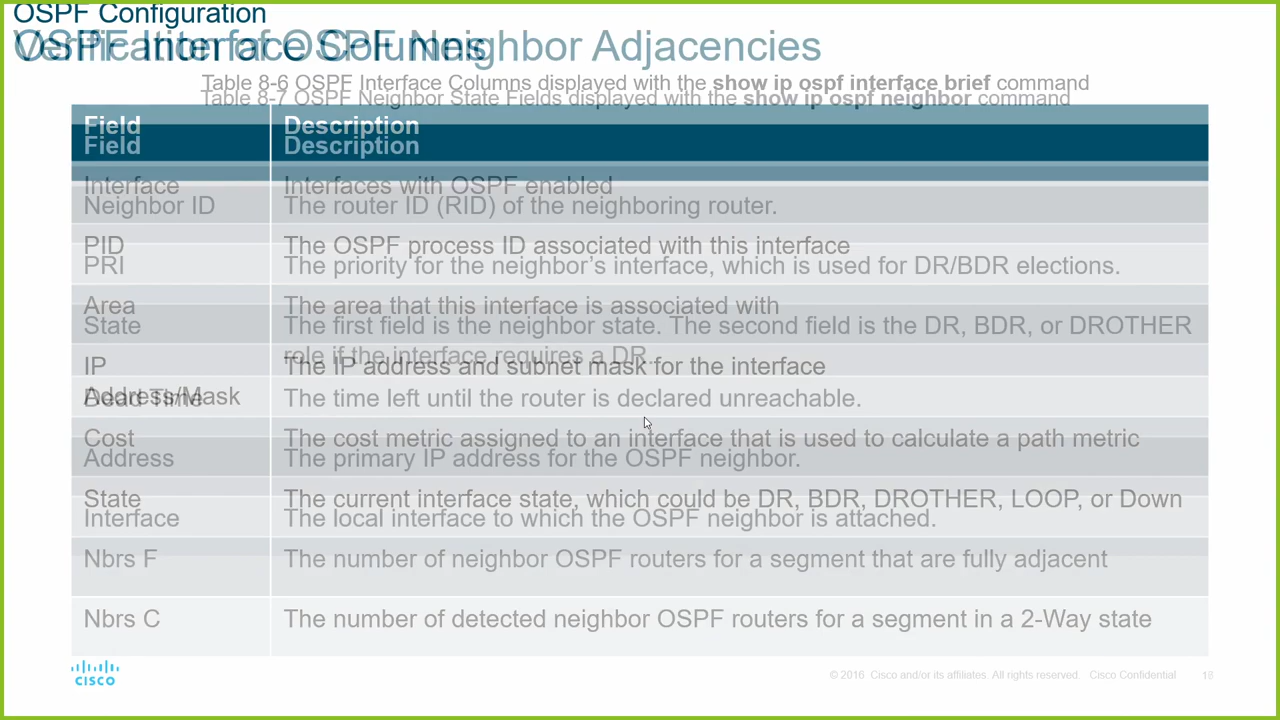 OSPF Configuration
OSPF Interface Columns
Verification of OSPF Neighbor Adjacencies
Table 8-6 OSPF Interface Columns displayed with the show ip ospf interface brief command
Table 8-7 OSPF Neighbor State Fields displayed with the show ip ospf neighbor command
Field Description
Field Description
Interface Interfaces with OSPF enabled
Neighbor ID The router ID (RID) of the neighboring router.
PID The OSPF process ID associated with this interface
PRI The priority for the neighbor's interface, which is used for DR/BDR elections.
Area The area that this interface is associated with
State The first field is the neighbor state. The second field is the DR, BDR, or DROTHER
role if the interface requires a DR.
IP The IP address and subnet mask for the interface
Address/Mask
Dead Time The time left until the router is declared unreachable.
Cost The cost metric assigned to an interface that is used to calculate a path metric
Address The primary IP address for the OSPF neighbor.
State The current interface state, which could be DR, BDR, DROTHER, LOOP, or Down
Interface The local interface to which the OSPF neighbor is attached.
Nbrs F The number of neighbor OSPF routers for a segment that are fully adjacent
Nbrs C The number of detected neighbor OSPF routers for a segment in a 2-Way state
CISCO
© 2016 Cisco and/or its affiliates. All rights reserved. Cisco Confidential